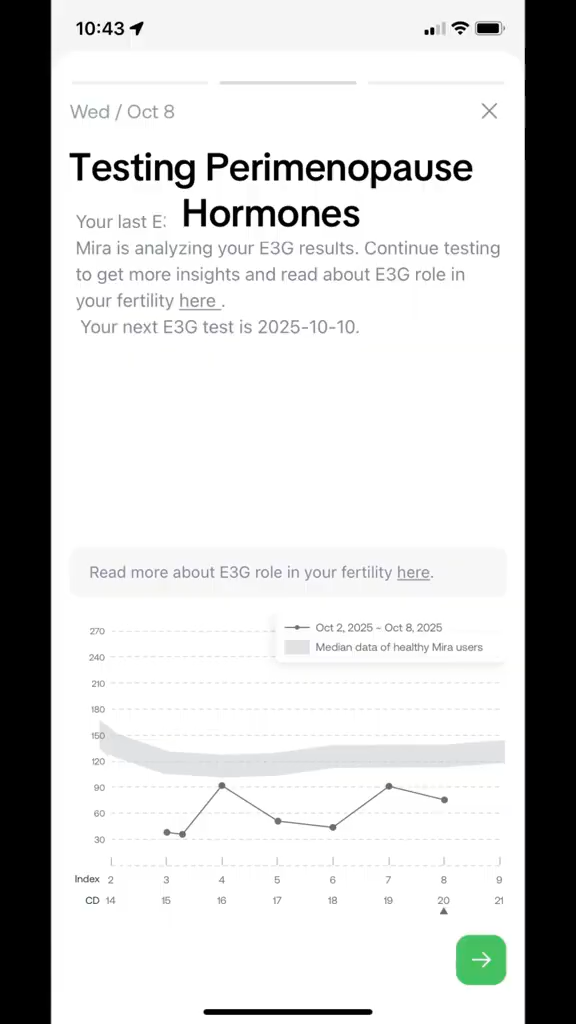 10:43
Wed / Oct 8
Testing Perimenopause
Hormones
Your last E
Mira is analyzing your E3G results. Continue testing
to get more insights and read about E3G role in
your fertility here .
Your next E3G test is 2025-10-10.
Read more about E3G role in your fertility here.
Oct 2, 2025 - Oct 8, 2025
Median data of healthy Mira users
270
240
210
180
150
120
90
60
30
Index 2 3 4 5 6 7 8 9
CD 14 15 16 17 18 19 20 21